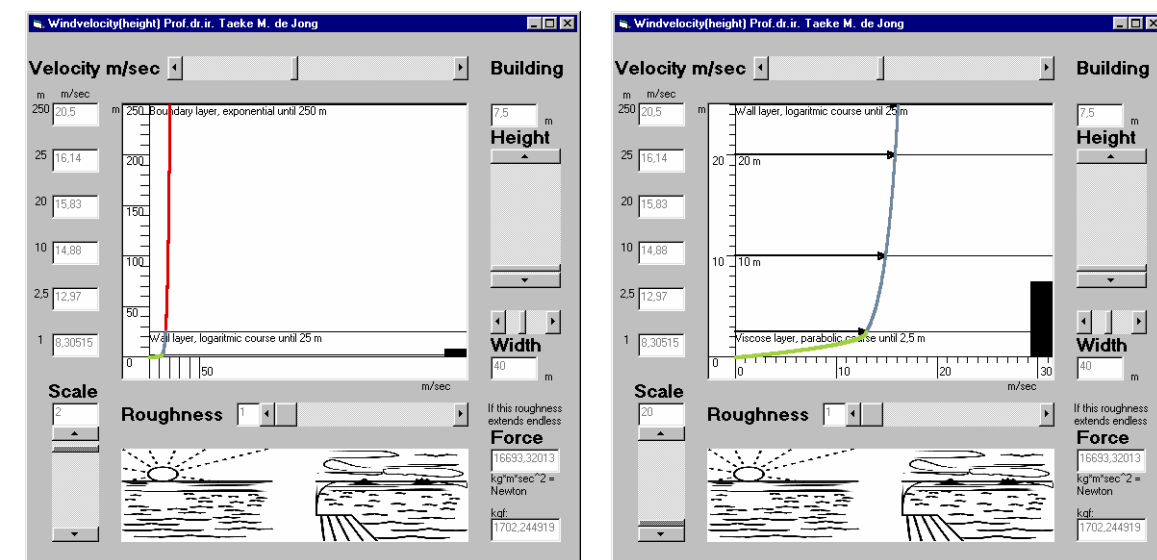 Windvelocity(height) Prof.dr.ir. Taeke M. de Jong
Velocity m/sec
Building
m m/sec
250 20,5
25 16,14
20 15,83
10 14,88
2,5 12,97
1 8,30515
Scale
2
m
250 Boundary layer, exponential until 250 m
200
150
100
50
Wall layer, logaritmic course until 25 m
0
50
m/sec
7,5 m
Height
Width
40 m
Roughness 1
If this roughness
extends endless
Force
16693,32013
kg*m*sec^2 =
Newton
kgf:
1702,244919
Windvelocity(height) Prof.dr.ir. Taeke M. de Jong
Velocity m/sec
Building
m m/sec
250 20,5
25 16,14
20 15,83
10 14,88
2,5 12,97
1 8,30515
Scale
20
m
Wall layer, logaritmic course until 25 m
20 20 m
10 10 m
Viscose layer, parabolic course until 2,5 m
0
0 10 20 30
m/sec
7,5 m
Height
Width
40 m
Roughness 1
If this roughness
extends endless
Force
16693,32013
kg*m*sec^2 =
Newton
kgf:
1702,244919